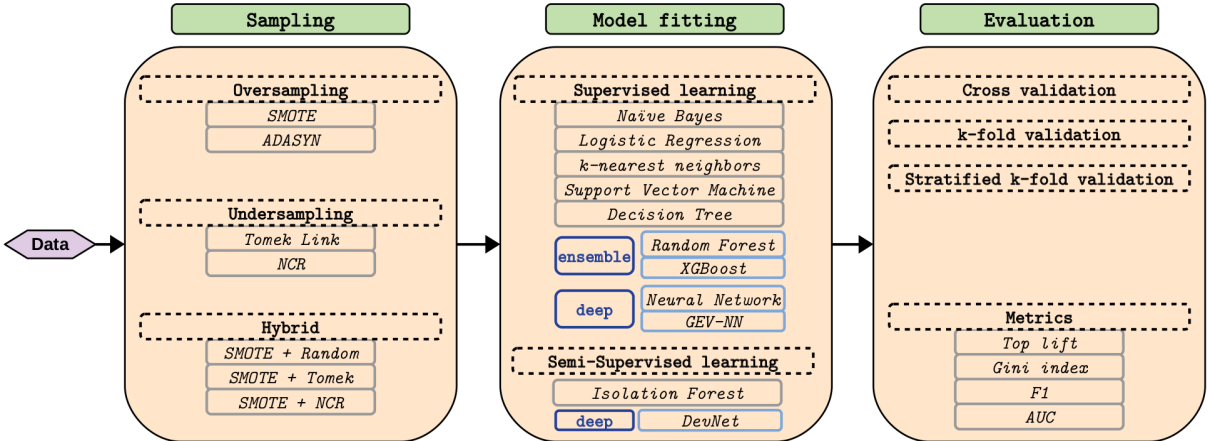 Sampling
Model fitting
Evaluation
Data
Oversampling
SMOTE
ADASYN
Undersampling
Tomek Link
NCR
Hybrid
SMOTE + Random
SMOTE + Tomek
SMOTE + NCR
Supervised learning
Naïve Bayes
Logistic Regression
k-nearest neighbors
Support Vector Machine
Decision Tree
ensemble
Random Forest
XGBoost
deep
Neural Network
GEV-NN
Semi-Supervised learning
Isolation Forest
deep
DevNet
Cross validation
k-fold validation
Stratified k-fold validation
Metrics
Top lift
Gini index
F1
AUC